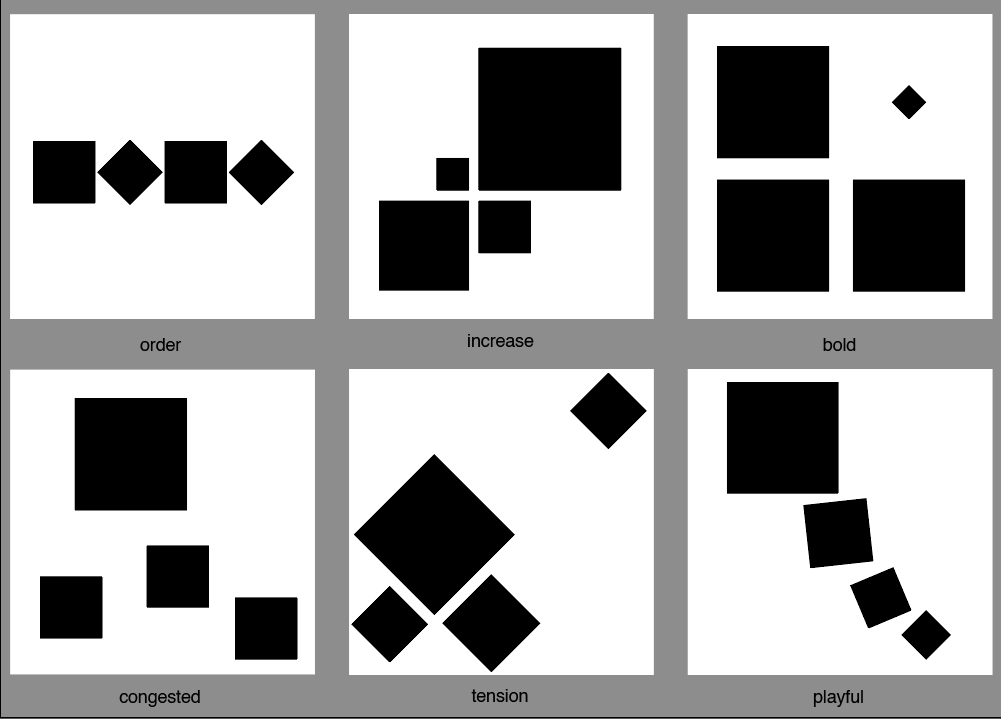 order
increase
bold
congested
tension
playful